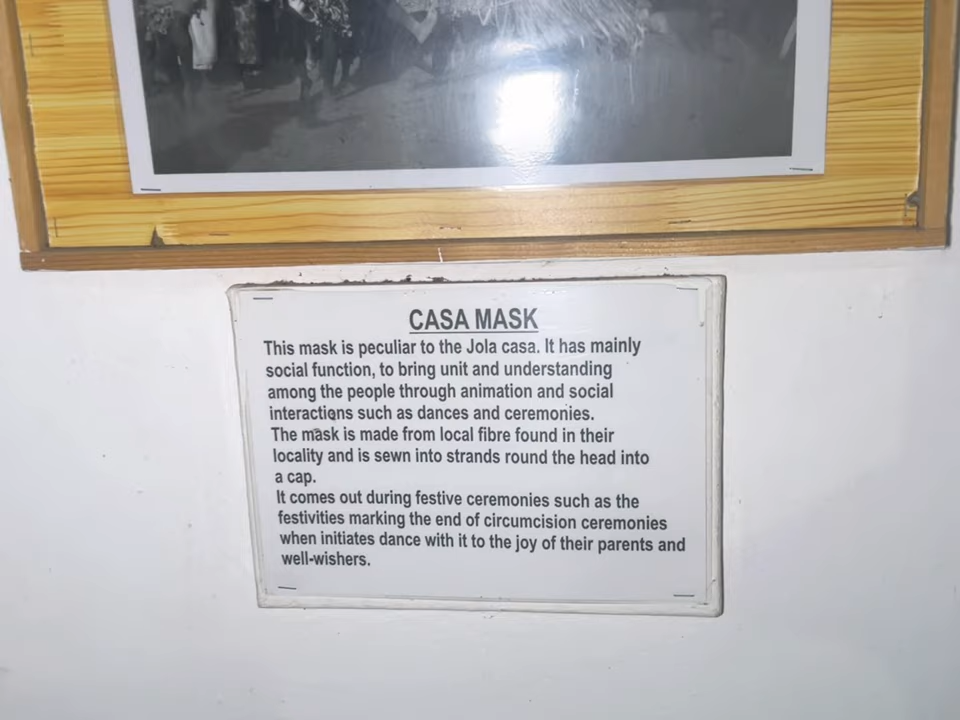 CASA MASK
This mask is peculiar to the Jola casa. It has mainly
social function, to bring unit and understanding
among the people through animation and social
interactions such as dances and ceremonies.
The mask is made from local fibre found in their
locality and is sewn into strands round the head into
a cap.
It comes out during festive ceremonies such as the
festivities marking the end of circumcision ceremonies
when initiates dance with it to the joy of their parents and
well-wishers.